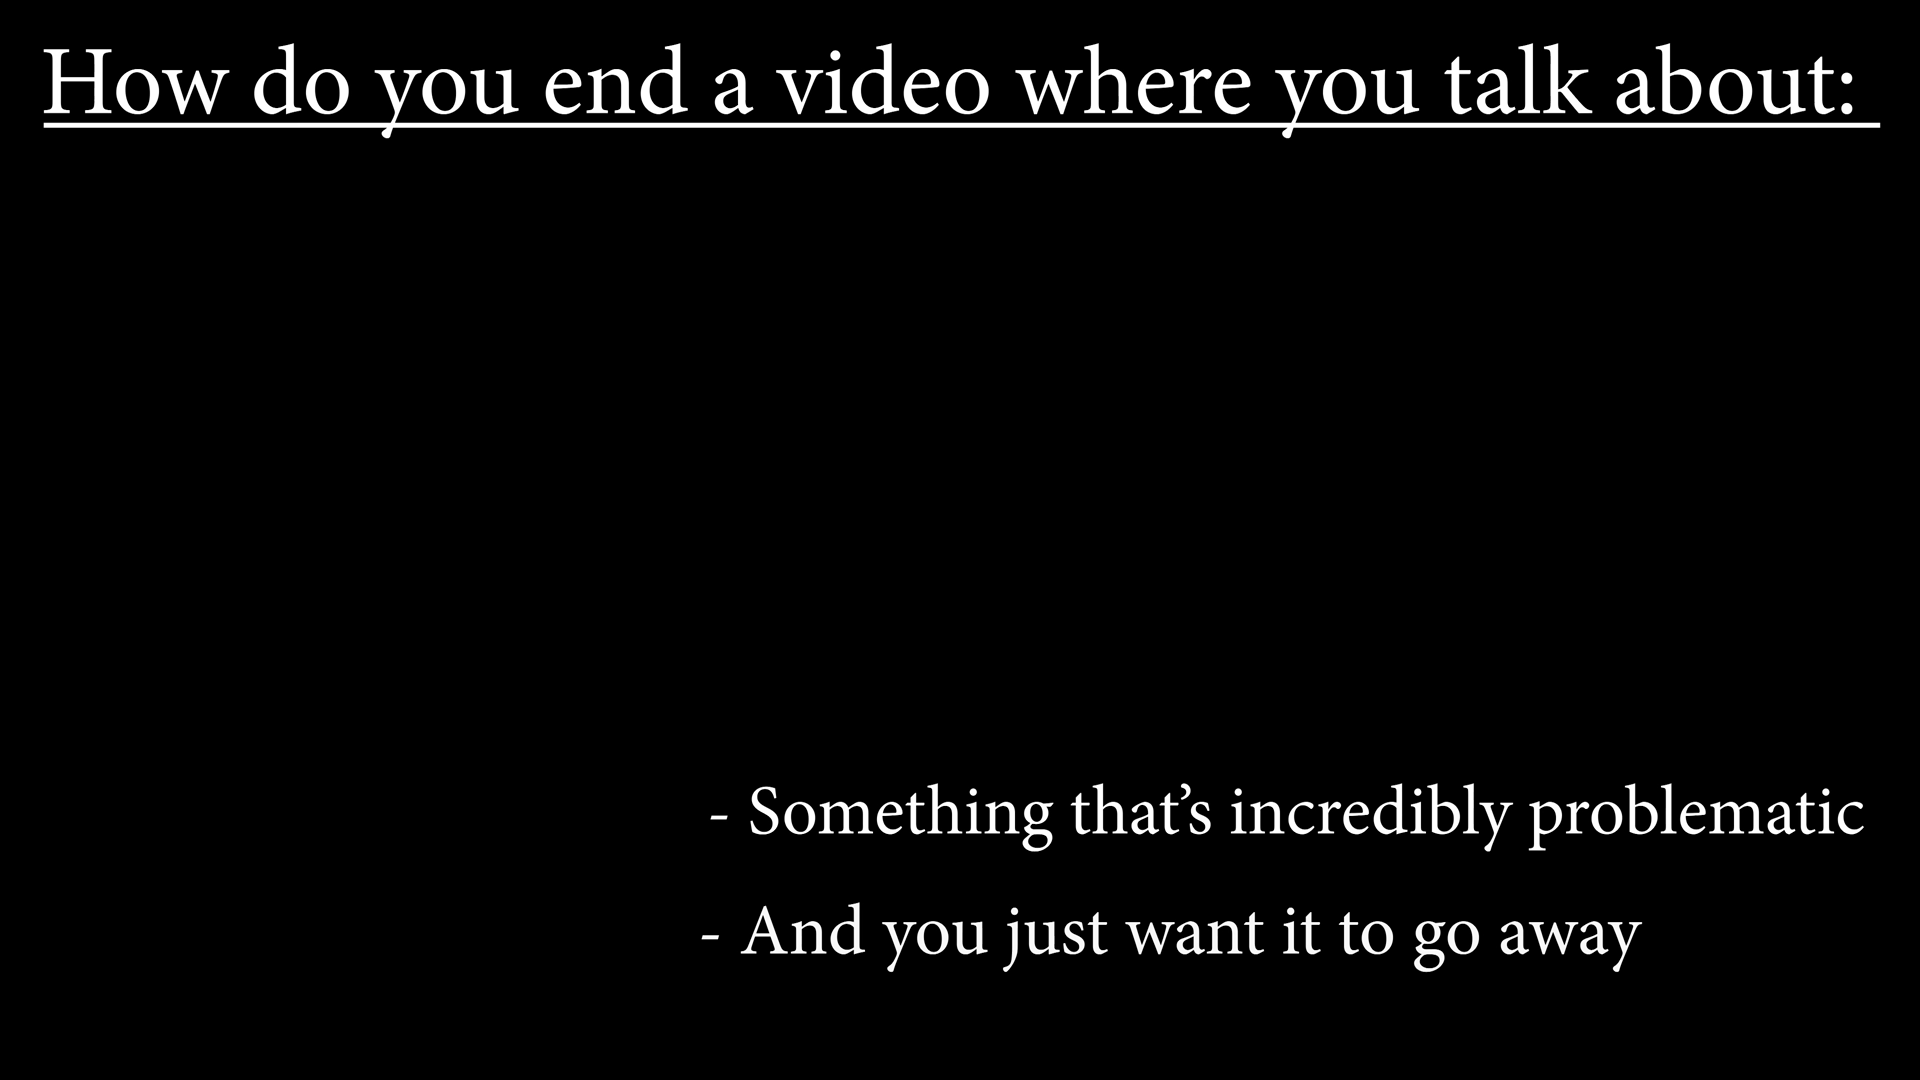 How do you end a video where you talk about:
- Something that’s incredibly problematic
- And you just want it to go away